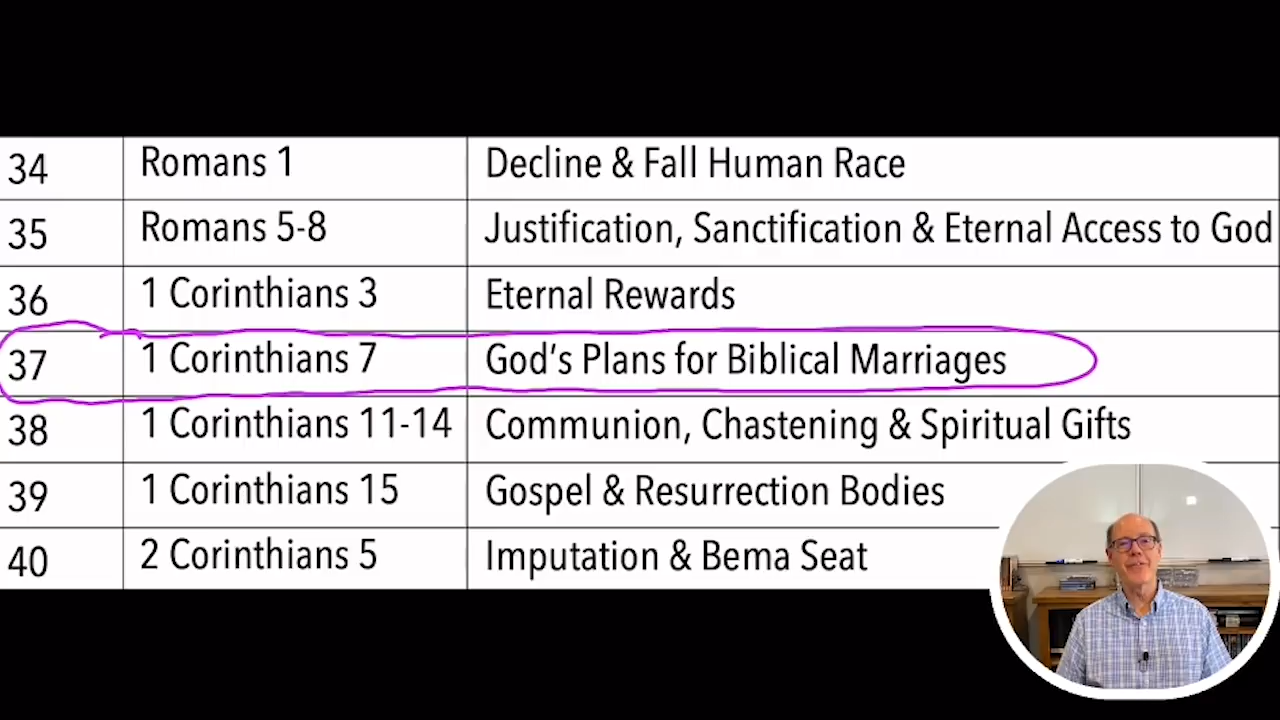 34 Romans 1 Decline & Fall Human Race
35 Romans 5-8 Justification, Sanctification & Eternal Access to God
36 1 Corinthians 3 Eternal Rewards
37 1 Corinthians 7 God's Plans for Biblical Marriages
38 1 Corinthians 11-14 Communion, Chastening & Spiritual Gifts
39 1 Corinthians 15 Gospel & Resurrection Bodies
40 2 Corinthians 5 Imputation & Bema Seat